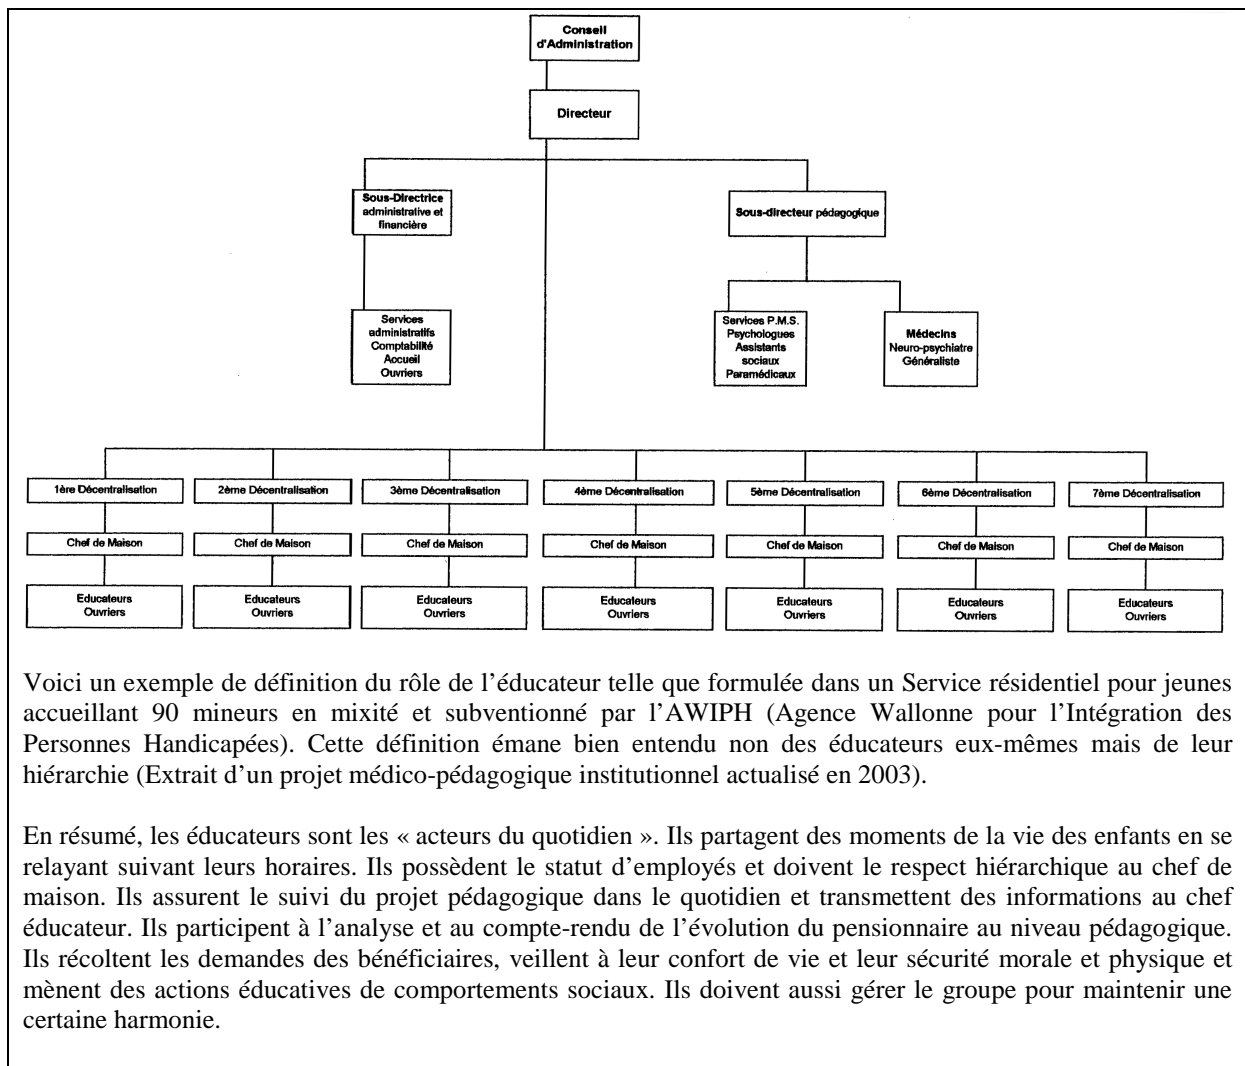 Conseil
d'Administration
Directeur
Sous-Directrice
administrative et
financière
Sous-directeur pédagogique
Services
administratifs
Comptabilité
Accueil
Ouvriers
Services P.M.S.
Psychologues
Assistants
sociaux
Paramédicaux
Médecins
Neuro-psychiatre
Généraliste
1ère Décentralisation
2ème Décentralisation
3ème Décentralisation
4ème Décentralisation
5ème Décentralisation
6ème Décentralisation
7ème Décentralisation
Chef de Maison
Chef de Maison
Chef de Maison
Chef de Maison
Chef de Maison
Chef de Maison
Chef de Maison
Educateurs
Ouvriers
Educateurs
Ouvriers
Educateurs
Ouvriers
Educateurs
Ouvriers
Educateurs
Ouvriers
Educateurs
Ouvriers
Educateurs
Ouvriers
Voici un exemple de définition du rôle de l'éducateur telle que formulée dans un Service résidentiel pour jeunes
accueillant 90 mineurs en mixité et subventionné par l'AWIPH (Agence Wallonne pour l'Intégration des
Personnes Handicapées). Cette définition émane bien entendu non des éducateurs eux-mêmes mais de leur
hiérarchie (Extrait d'un projet médico-pédagogique institutionnel actualisé en 2003).
En résumé, les éducateurs sont les « acteurs du quotidien ». Ils partagent des moments de la vie des enfants en se
relayant suivant leurs horaires. Ils possèdent le statut d'employés et doivent le respect hiérarchique au chef de
maison. Ils assurent le suivi du projet pédagogique dans le quotidien et transmettent des informations au chef
éducateur. Ils participent à l'analyse et au compte-rendu de l'évolution du pensionnaire au niveau pédagogique.
Ils récoltent les demandes des bénéficiaires, veillent à leur confort de vie et leur sécurité morale et physique et
mènent des actions éducatives de comportements sociaux. Ils doivent aussi gérer le groupe pour maintenir une
certaine harmonie.